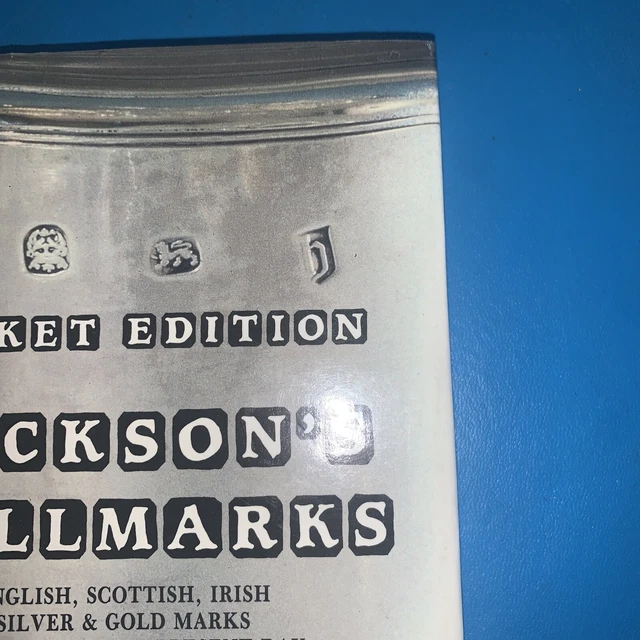 KET EDITION
CKSON'S
LLMARKS
NGLISH, SCOTTISH, IRISH
SILVER & GOLD MARKS